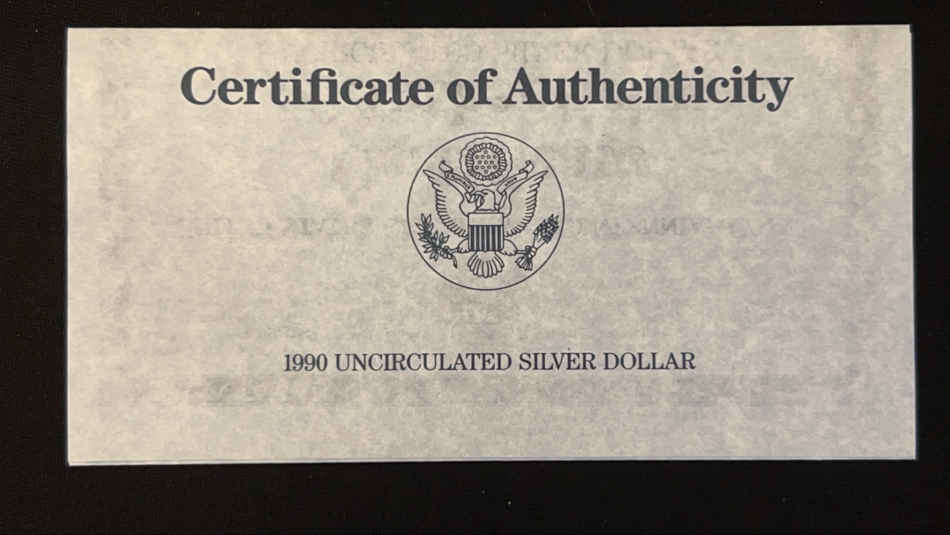 Certificate of Authenticity
1990 UNCIRCULATED SILVER DOLLAR